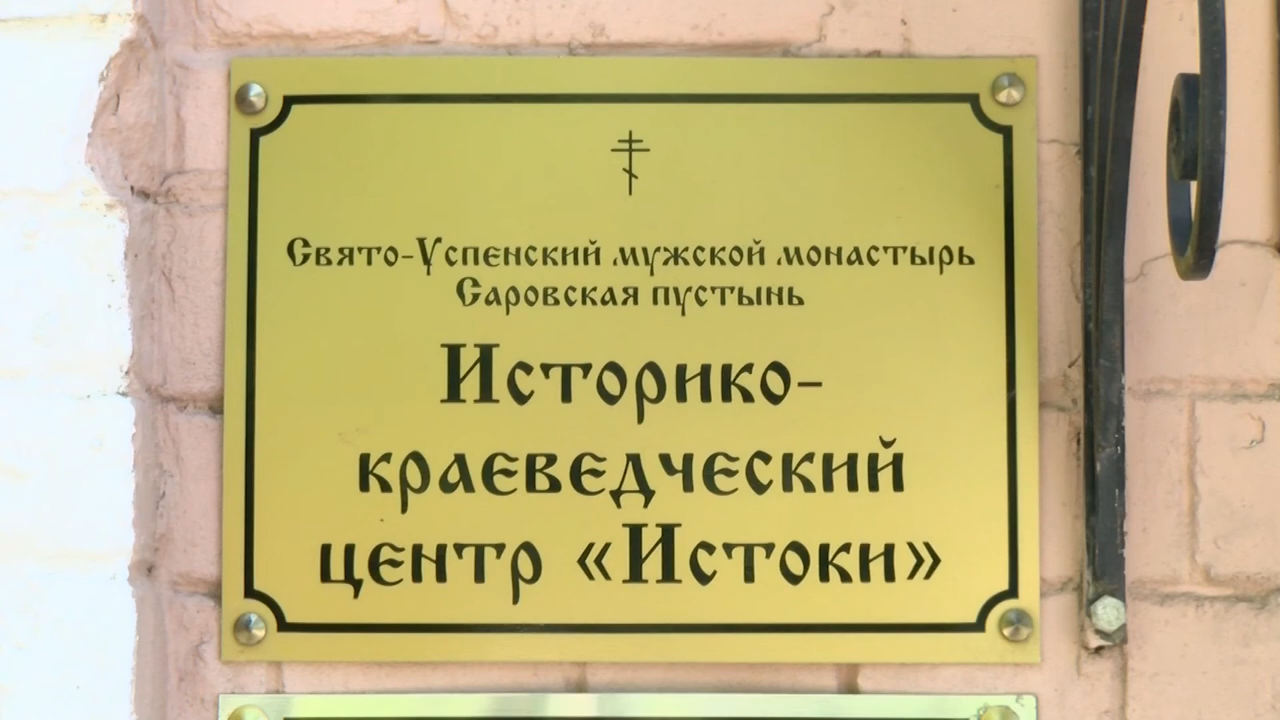 Свято-Успенский мужской монастырь
Саровская пустынь
Историко-
краеведческий
центр «Истоки»